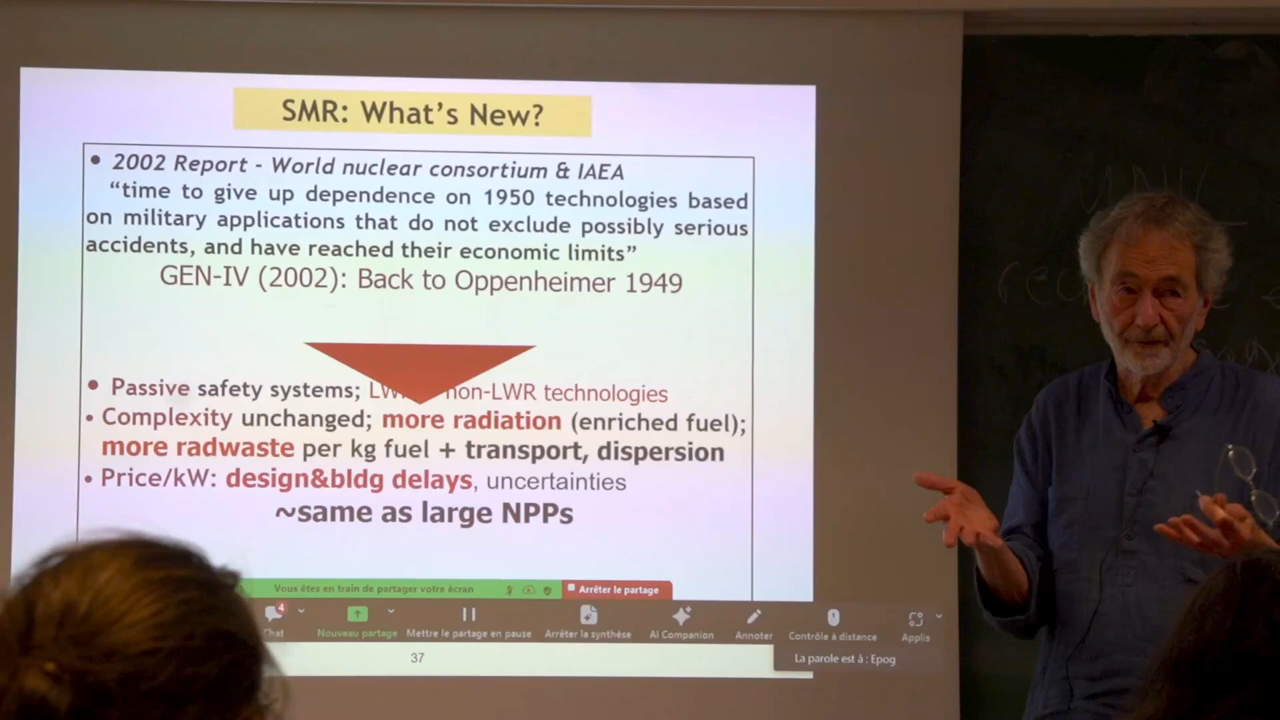 SMR: What's New?
• 2002 Report - World nuclear consortium & IAEA
"time to give up dependence on 1950 technologies based
on military applications that do not exclude possibly serious
accidents, and have reached their economic limits"
GEN-IV (2002): Back to Oppenheimer 1949
• Passive safety systems; non-LWR technologies
• Complexity unchanged; more radiation (enriched fuel);
more radwaste per kg fuel + transport, dispersion
• Price/kW: design&bldg delays, uncertainties
~same as large NPPs
Vous êtes en train de partager votre écran
Arrêter le partage
4
Chat
Nouveau partage
Mettre le partage en pause
Arrêter la synthèse
AI Companion
Annoter
Contrôle à distance
Applis
La parole est à : Epog
37